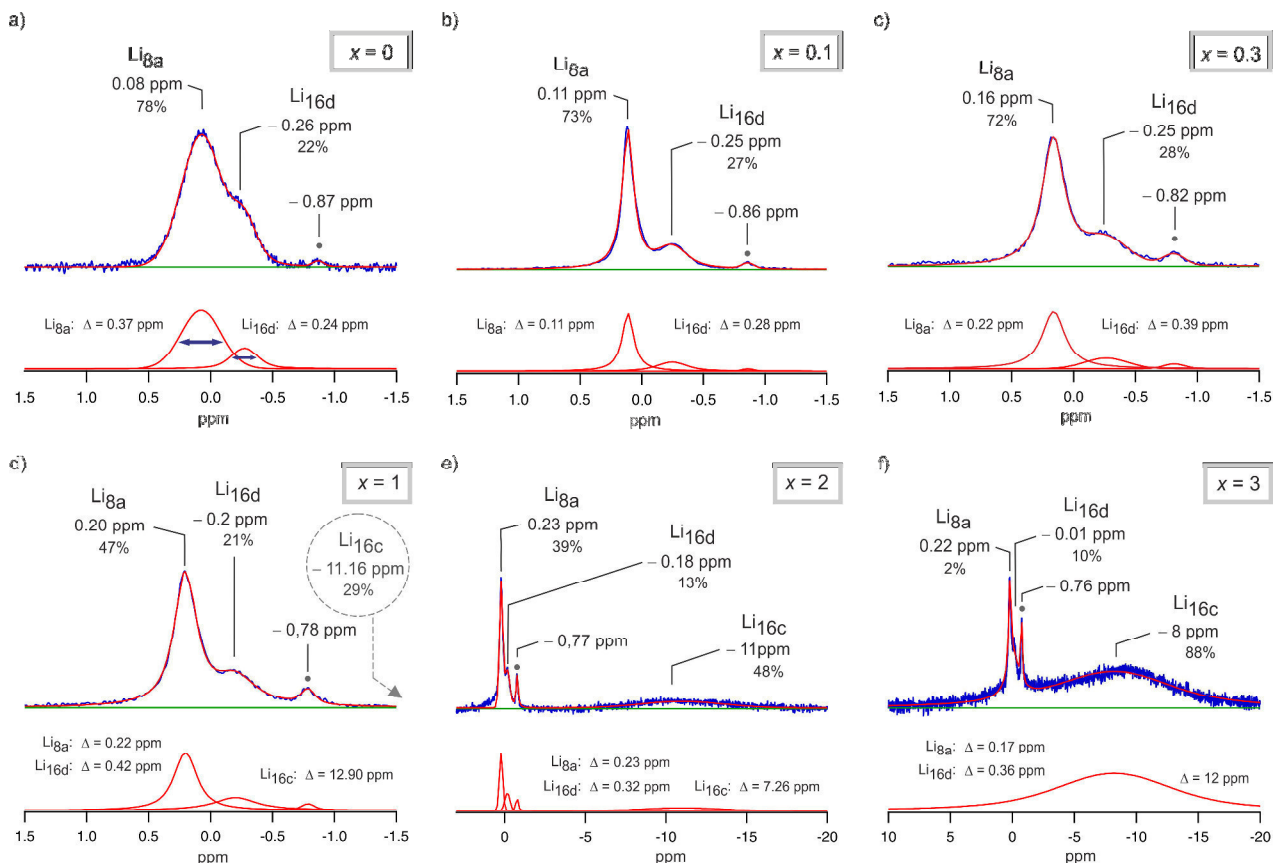 a)
x = 0
Li8a
0.08 ppm
78%
Li16d
– 0.26 ppm
22%
– 0.87 ppm
Li8a: Δ = 0.37 ppm
Li16d: Δ = 0.24 ppm
1.5 1.0 0.5 0.0 -0.5 -1.0 -1.5
ppm
b)
x = 0.1
Li8a
0.11 ppm
73%
Li16d
– 0.25 ppm
27%
– 0.86 ppm
Li8a: Δ = 0.11 ppm
Li16d: Δ = 0.28 ppm
1.5 1.0 0.5 0.0 -0.5 -1.0 -1.5
ppm
c)
x = 0.3
Li8a
0.16 ppm
72%
Li16d
– 0.25 ppm
28%
– 0.82 ppm
Li8a: Δ = 0.22 ppm
Li16d: Δ = 0.39 ppm
1.5 1.0 0.5 0.0 -0.5 -1.0 -1.5
ppm
d)
x = 1
Li8a
0.20 ppm
47%
Li16d
– 0.2 ppm
21%
Li16c
– 11.16 ppm
29%
– 0,78 ppm
Li8a: Δ = 0.22 ppm
Li16d: Δ = 0.42 ppm
Li16c: Δ = 12.90 ppm
1.5 1.0 0.5 0.0 -0.5 -1.0 -1.5
ppm
e)
x = 2
Li8a
0.23 ppm
39%
Li16d
– 0.18 ppm
13%
– 0,77 ppm
Li16c
– 11ppm
48%
Li8a: Δ = 0.23 ppm
Li16d: Δ = 0.32 ppm
Li16c: Δ = 7.26 ppm
0 -5 -10 -15 -20
ppm
f)
x = 3
Li8a
0.22 ppm
2%
Li16d
– 0.01 ppm
10%
– 0.76 ppm
Li16c
– 8 ppm
88%
Li8a: Δ = 0.17 ppm
Li16d: Δ = 0.36 ppm
Δ = 12 ppm
10 5 0 -5 -10 -15 -20
ppm